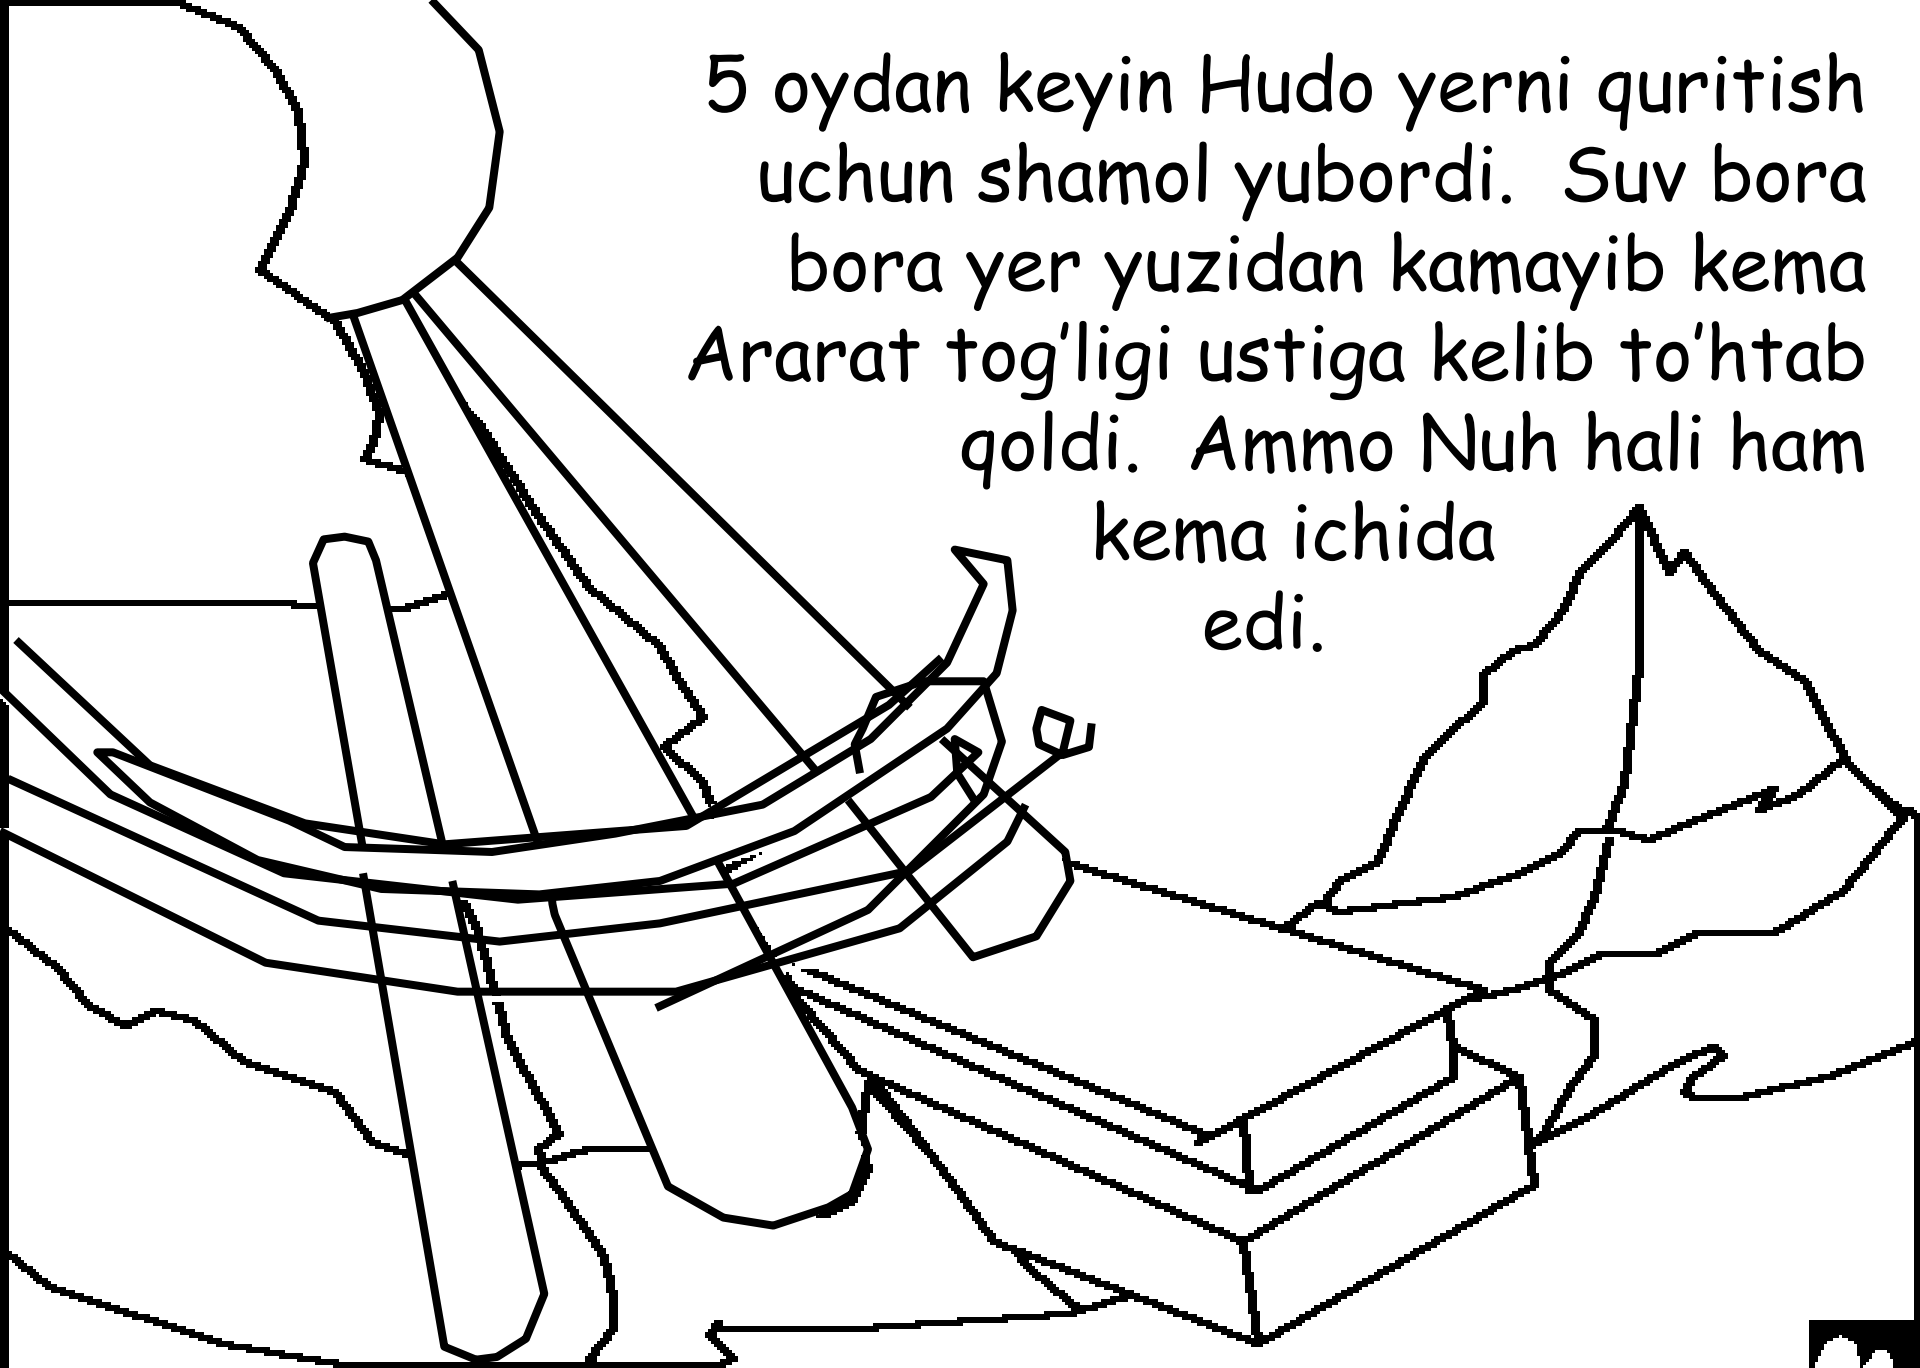 5 oydan keyin Hudo yerni quritish
uchun shamol yubordi.  Suv bora
bora yer yuzidan kamayib kema
Ararat tog’ligi ustiga kelib to’htab
qoldi.  Ammo Nuh hali ham
kema ichida
edi.